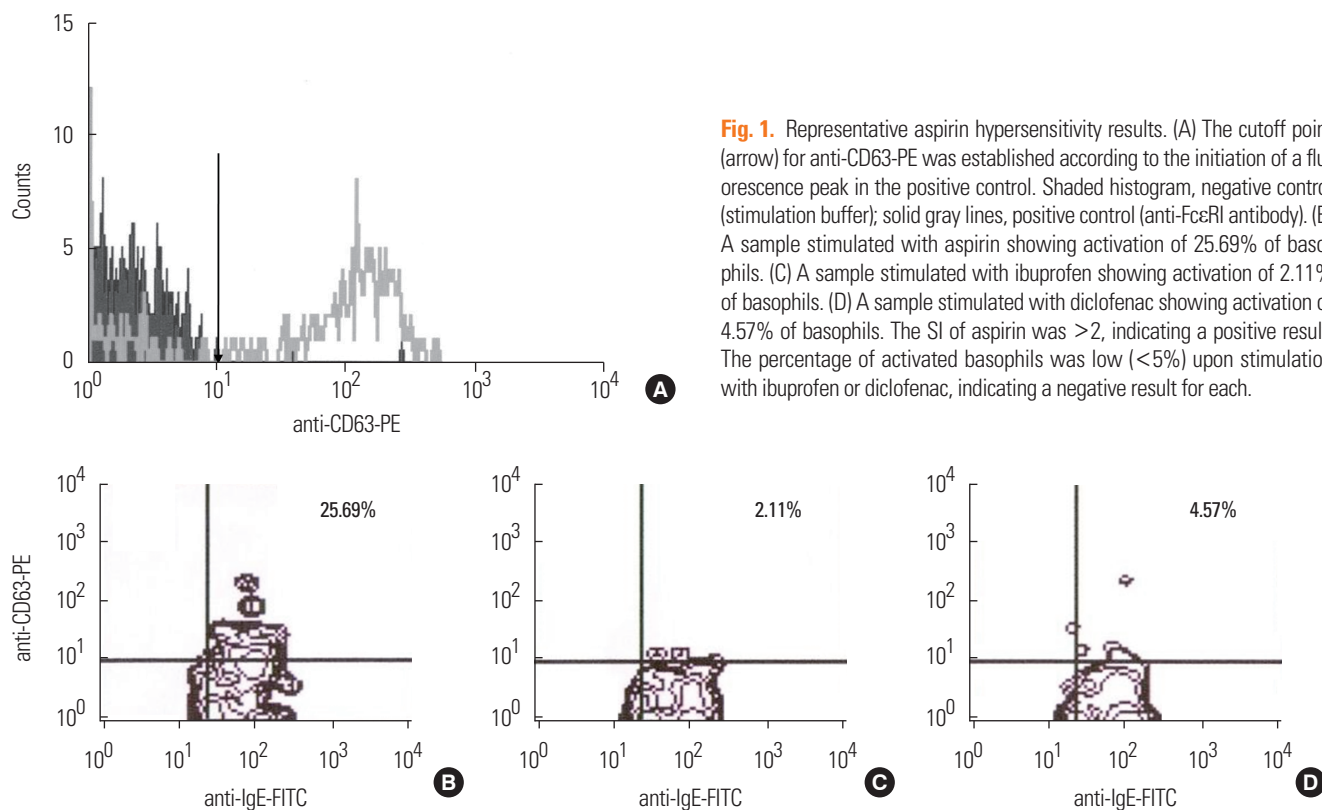 15
10
5
0
Counts
10⁰
10¹
10²
10³
10⁴
anti-CD63-PE
A
Fig. 1. Representative aspirin hypersensitivity results. (A) The cutoff poin
(arrow) for anti-CD63-PE was established according to the initiation of a flu
orescence peak in the positive control. Shaded histogram, negative contro
(stimulation buffer); solid gray lines, positive control (anti-FcεRI antibody). (B
A sample stimulated with aspirin showing activation of 25.69% of baso
phils. (C) A sample stimulated with ibuprofen showing activation of 2.11%
of basophils. (D) A sample stimulated with diclofenac showing activation o
4.57% of basophils. The SI of aspirin was >2, indicating a positive resul
The percentage of activated basophils was low (<5%) upon stimulation
with ibuprofen or diclofenac, indicating a negative result for each.
anti-CD63-PE
10⁴
10³
10²
10¹
10⁰
25.69%
10⁰
10¹
10²
10³
10⁴
anti-IgE-FITC
B
10⁴
10³
10²
10¹
10⁰
2.11%
10⁰
10¹
10²
10³
10⁴
anti-IgE-FITC
C
10⁴
10³
10²
10¹
10⁰
4.57%
10⁰
10¹
10²
10³
10⁴
anti-IgE-FITC
D